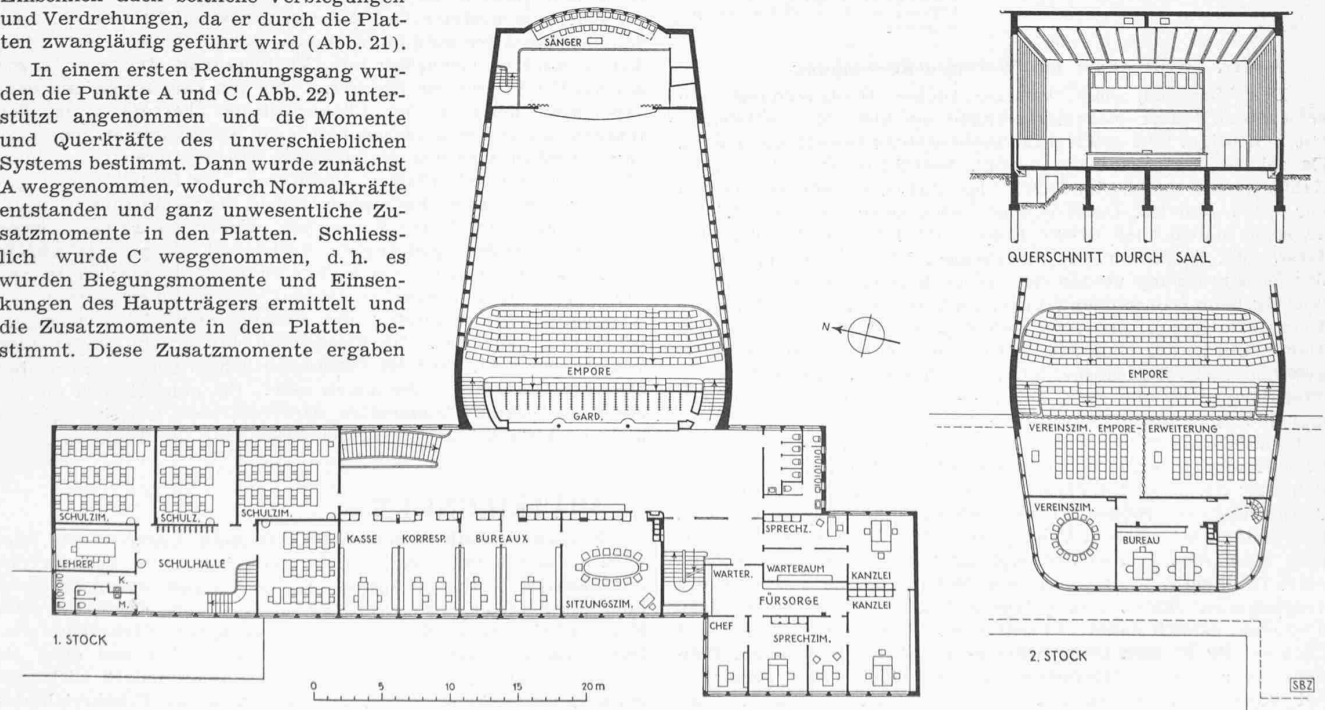 und Verdrehungen, da er durch die Plat-
ten zwangläufig geführt wird (Abb. 21).
In einem ersten Rechnungsgang wur-
den die Punkte A und C (Abb. 22) unter-
stützt angenommen und die Momente
und Querkräfte des unverschieblichen
Systems bestimmt. Dann wurde zunächst
A weggenommen, wodurch Normalkräfte
entstanden und ganz unwesentliche Zu-
satzmomente in den Platten. Schliess-
lich wurde C weggenommen, d. h. es
wurden Biegungsmomente und Einsen-
kungen des Hauptträgers ermittelt und
die Zusatzmomente in den Platten be-
stimmt. Diese Zusatzmomente ergaben
SÄNGER
EMPORE
GARD.
N
QUERSCHNITT DURCH SAAL
EMPORE
VEREINSZIM. EMPORE-ERWEITERUNG
VEREINSZIM.
BUREAU
2. STOCK
SBZ
SCHULZIM.
SCHULZ.
SCHULZIM.
LEHRER
SCHULHALLE
K.
M.
KASSE
KORRESP.
BUREAUX
SITZUNGSZIM.
SPRECHZ.
WARTER.
WARTERAUM
KANZLEI
FÜRSORGE
KANZLEI
CHEF
SPRECHZIM.
1. STOCK
0 5 10 15 20 m